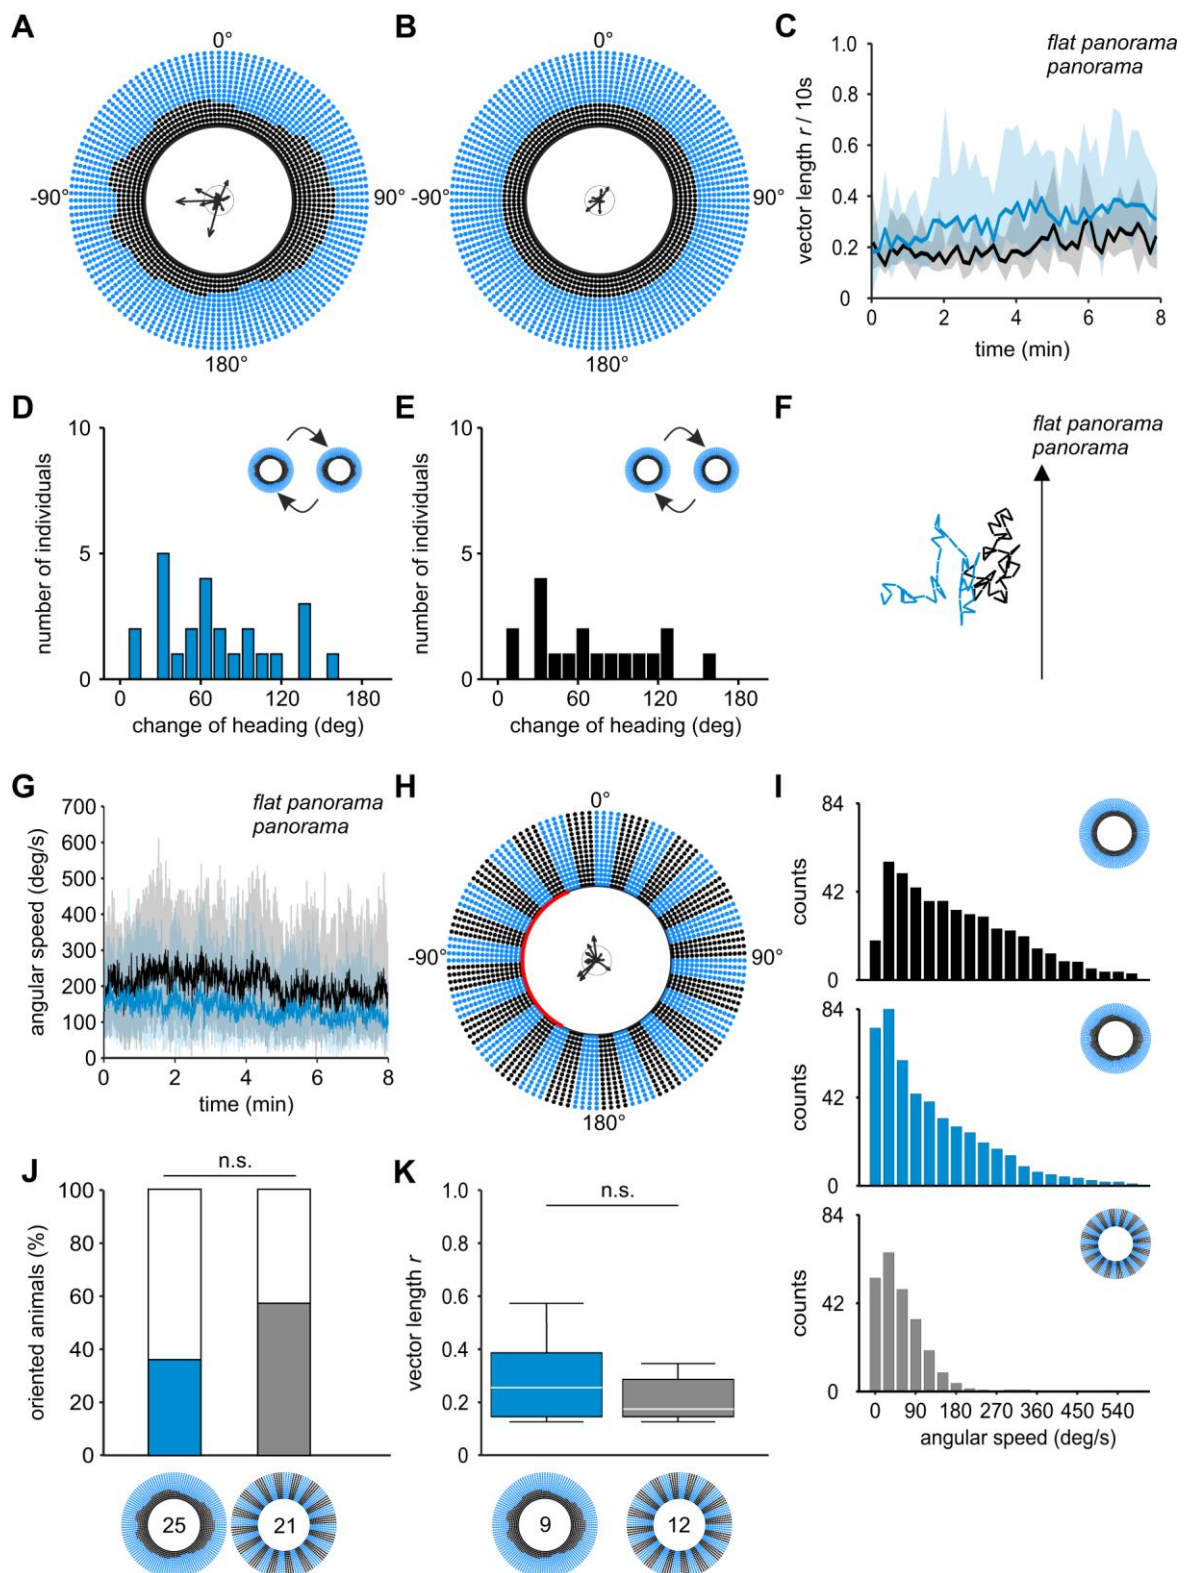 A
0°
-90°
90°
180°
B
0°
-90°
90°
180°
C
flat panorama
panorama
vector length r / 10s
1.0
0.8
0.6
0.4
0.2
0
0 2 4 6 8
time (min)
D
number of individuals
10
5
0
0 60 120 180
change of heading (deg)
E
number of individuals
10
5
0
0 60 120 180
change of heading (deg)
F
flat panorama
panorama
G
flat panorama
panorama
angular speed (deg/s)
700
600
500
400
300
200
100
0
0 2 4 6 8
time (min)
H
0°
-90°
90°
180°
I
counts
84
42
0
counts
84
42
0
counts
84
42
0
0 90 180 270 360 450 540
angular speed (deg/s)
J
n.s.
oriented animals (%)
100
80
60
40
20
0
25 21
K
n.s.
vector length r
1.0
0.8
0.6
0.4
0.2
0
9 12